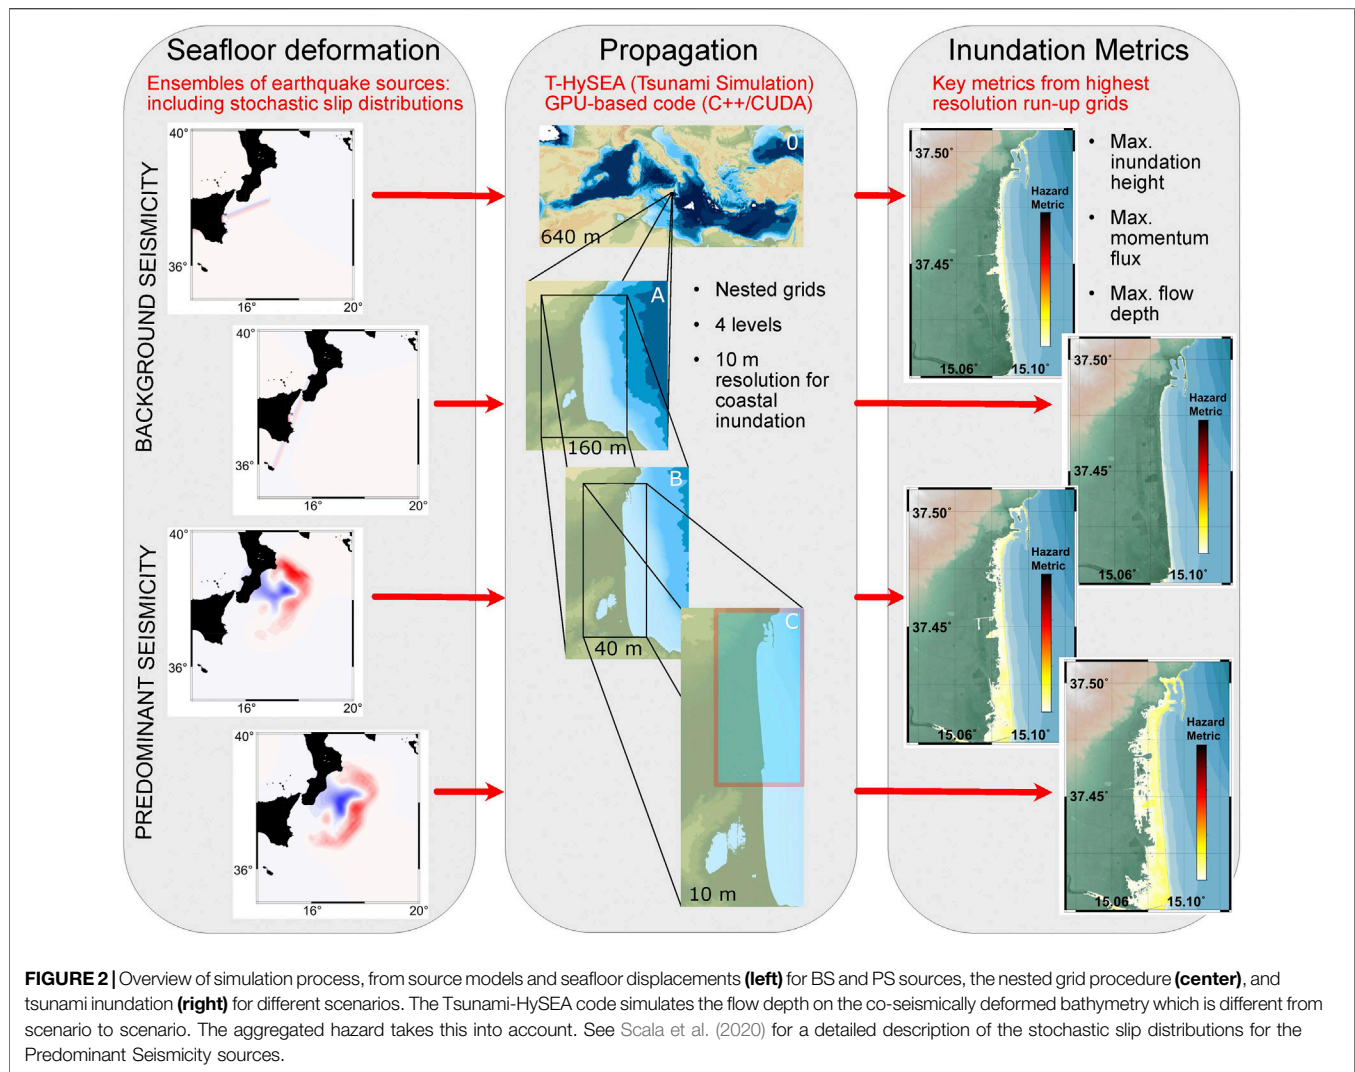 Seafloor deformation
Ensembles of earthquake sources:
including stochastic slip distributions
BACKGROUND SEISMICITY
40°
36°
16°
20°
40°
36°
16°
20°
PREDOMINANT SEISMICITY
40°
36°
16°
20°
40°
36°
16°
20°
Propagation
T-HySEA (Tsunami Simulation)
GPU-based code (C++/CUDA)
0
640 m
A
160 m
• Nested grids
• 4 levels
• 10 m
resolution for
coastal
inundation
B
40 m
C
10 m
Inundation Metrics
Key metrics from highest
resolution run-up grids
37.50°
Hazard
Metric
37.45°
15.06°
15.10°
• Max.
inundation
height
• Max.
momentum
flux
• Max. flow
depth
37.50°
Hazard
Metric
37.45°
15.06°
15.10°
37.50°
Hazard
Metric
37.45°
15.06°
15.10°
37.50°
Hazard
Metric
37.45°
15.06°
15.10°
FIGURE 2 | Overview of simulation process, from source models and seafloor displacements (left) for BS and PS sources, the nested grid procedure (center), and
tsunami inundation (right) for different scenarios. The Tsunami-HySEA code simulates the flow depth on the co-seismically deformed bathymetry which is different from
scenario to scenario. The aggregated hazard takes this into account. See Scala et al. (2020) for a detailed description of the stochastic slip distributions for the
Predominant Seismicity sources.